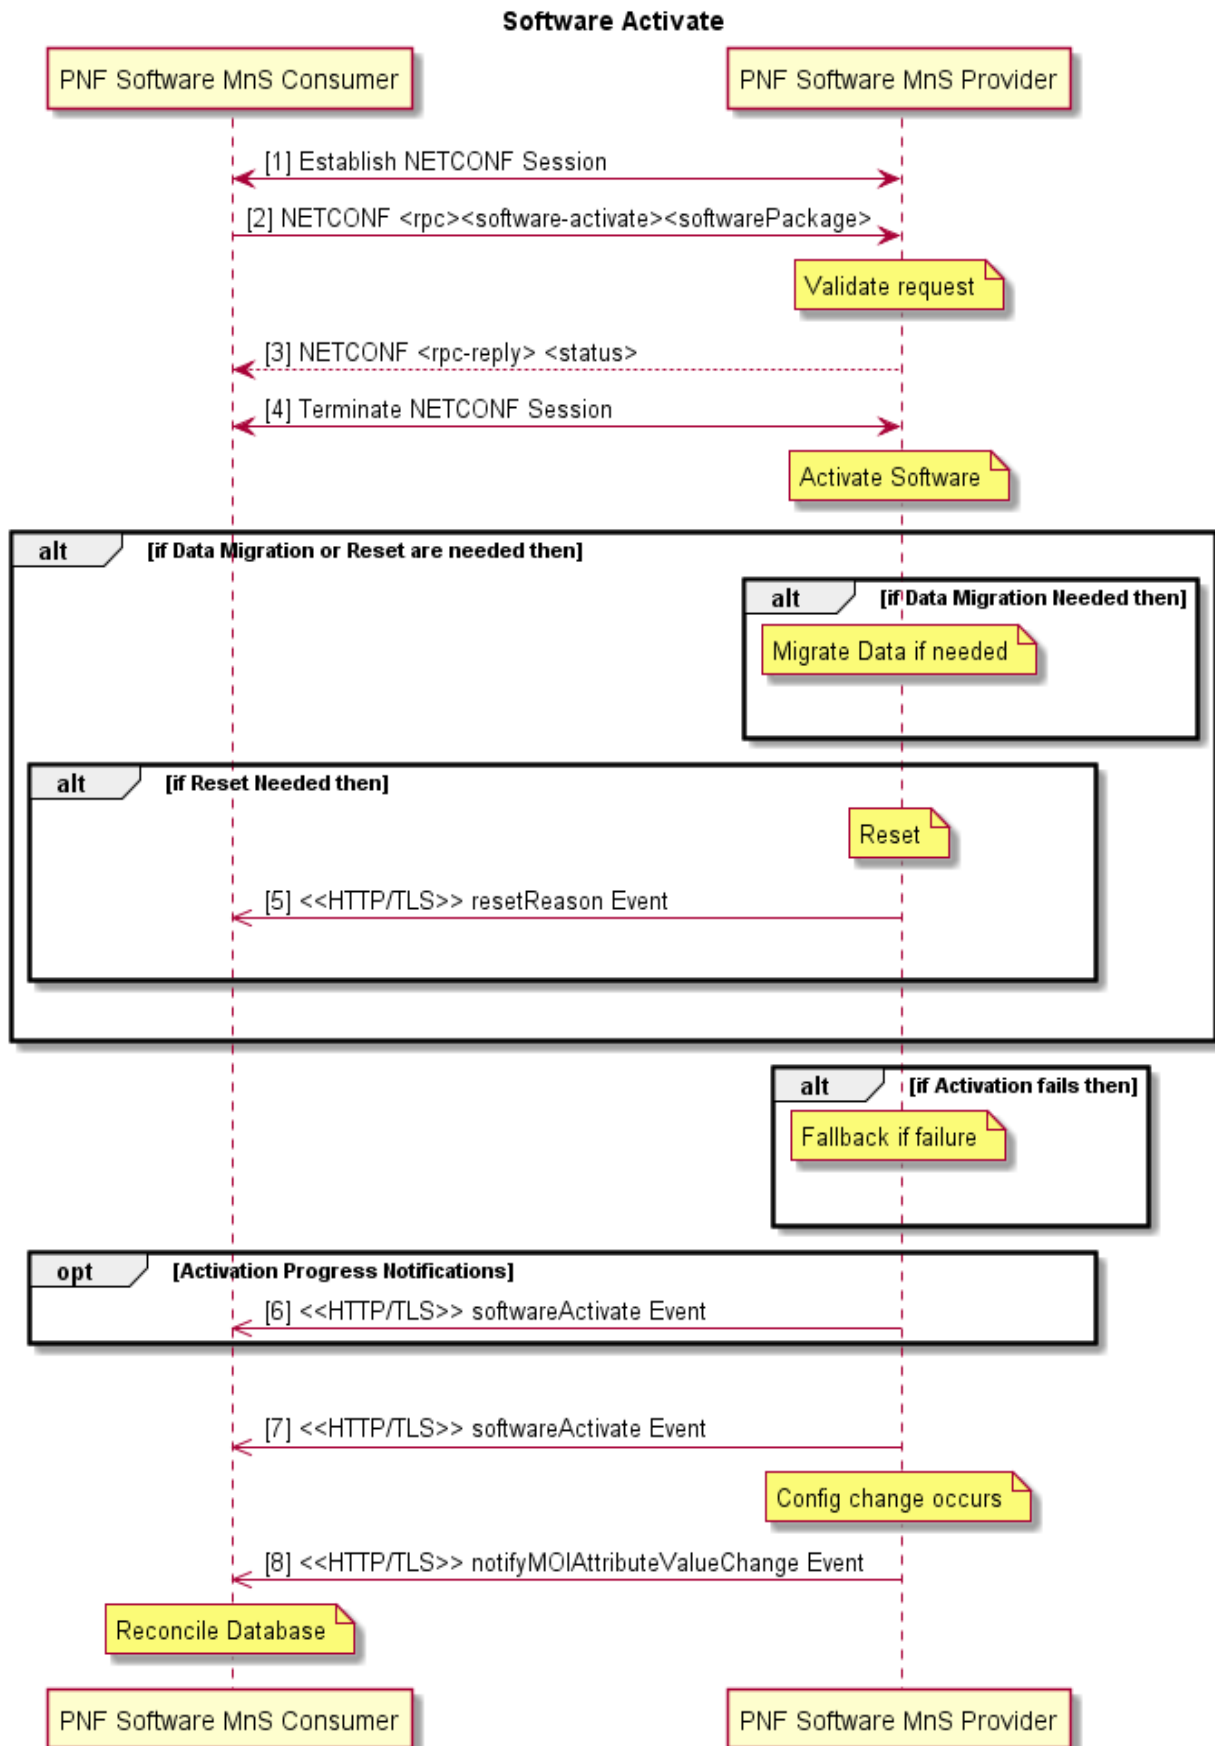 Software Activate
PNF Software MnS Consumer
PNF Software MnS Provider
[1] Establish NETCONF Session
[2] NETCONF <rpc><software-activate><softwarePackage>
Validate request
[3] NETCONF <rpc-reply> <status>
[4] Terminate NETCONF Session
Activate Software
alt
[if Data Migration or Reset are needed then]
alt
[if Data Migration Needed then]
Migrate Data if needed
alt
[if Reset Needed then]
Reset
[5] <<HTTP/TLS>> resetReason Event
alt
[if Activation fails then]
Fallback if failure
opt
[Activation Progress Notifications]
[6] <<HTTP/TLS>> softwareActivate Event
[7] <<HTTP/TLS>> softwareActivate Event
Config change occurs
[8] <<HTTP/TLS>> notifyMOIAttributeValueChange Event
Reconcile Database
PNF Software MnS Consumer
PNF Software MnS Provider